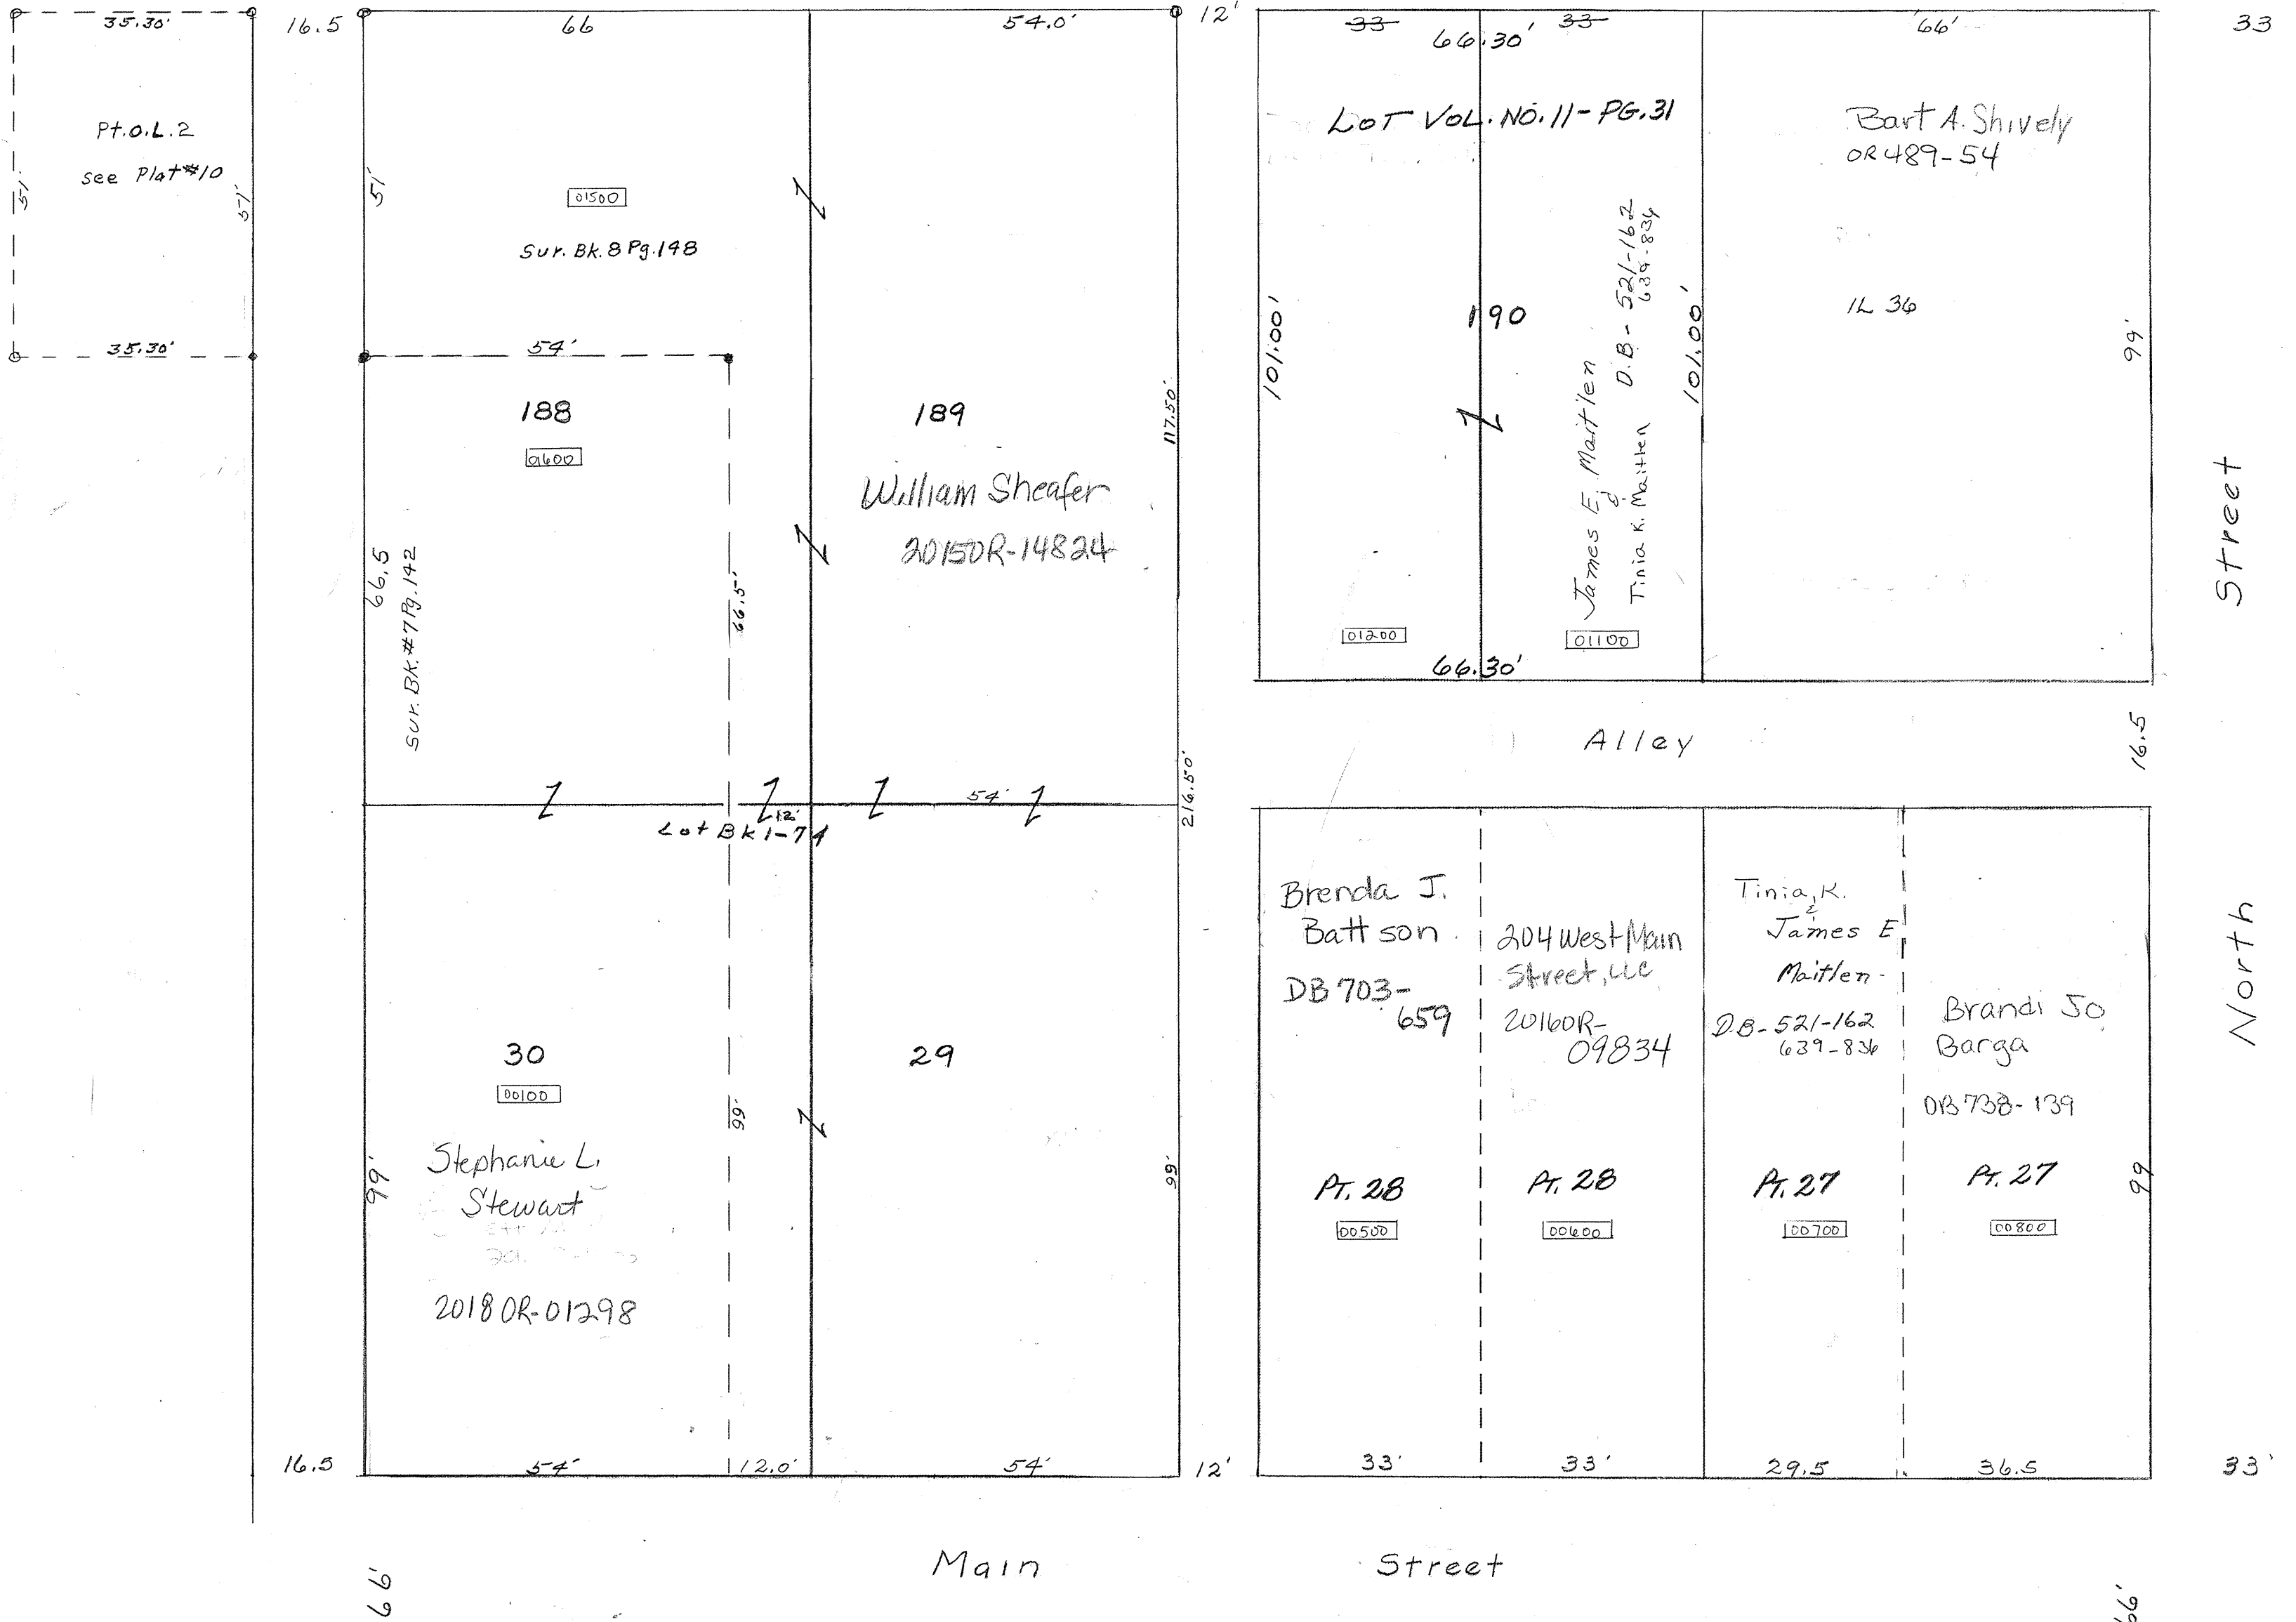 35.30'
16.5
66
54.0'
12'
33
33
66.30'
66'
33
Pt.O.L.2
see Plat #10
51'
51'
51'
35.30'
01500
Sur. Bk. 8 Pg. 148
54'
188
01600
66.5
Sur. Bk. #7 Pg. 142
66.5'
189
William Sheafer
2015OR-14824
117.50'
216.50'
LOT VOL. NO. 11 - PG. 31
190
101.00'
101.00'
James E. Maitlen
&
Tinia K. Maitlen
D.B - 521-162
639-836
01200
01100
66.30'
Bart A. Shively
OR 489-54
IL 36
99'
Street
North
Alley
16.5
12'
54'
Lot Bk 1-74
30
00100
Stephanie L.
Stewart
2018 OR-01298
99'
99'
29
99'
Brenda J.
Battson
DB 703-
659
Pt. 28
00500
204 West Main
Street, LLC
2016OR-
09834
Pt. 28
00600
Tinia K.
&
James E
Maitlen
D.B - 521-162
639-836
Pt. 27
00700
Brandi Jo
Barga
DB 738-139
Pt. 27
00800
99
16.5
54'
12.0'
54'
12'
33'
33'
29.5
36.5
33'
Main Street
66'
66'